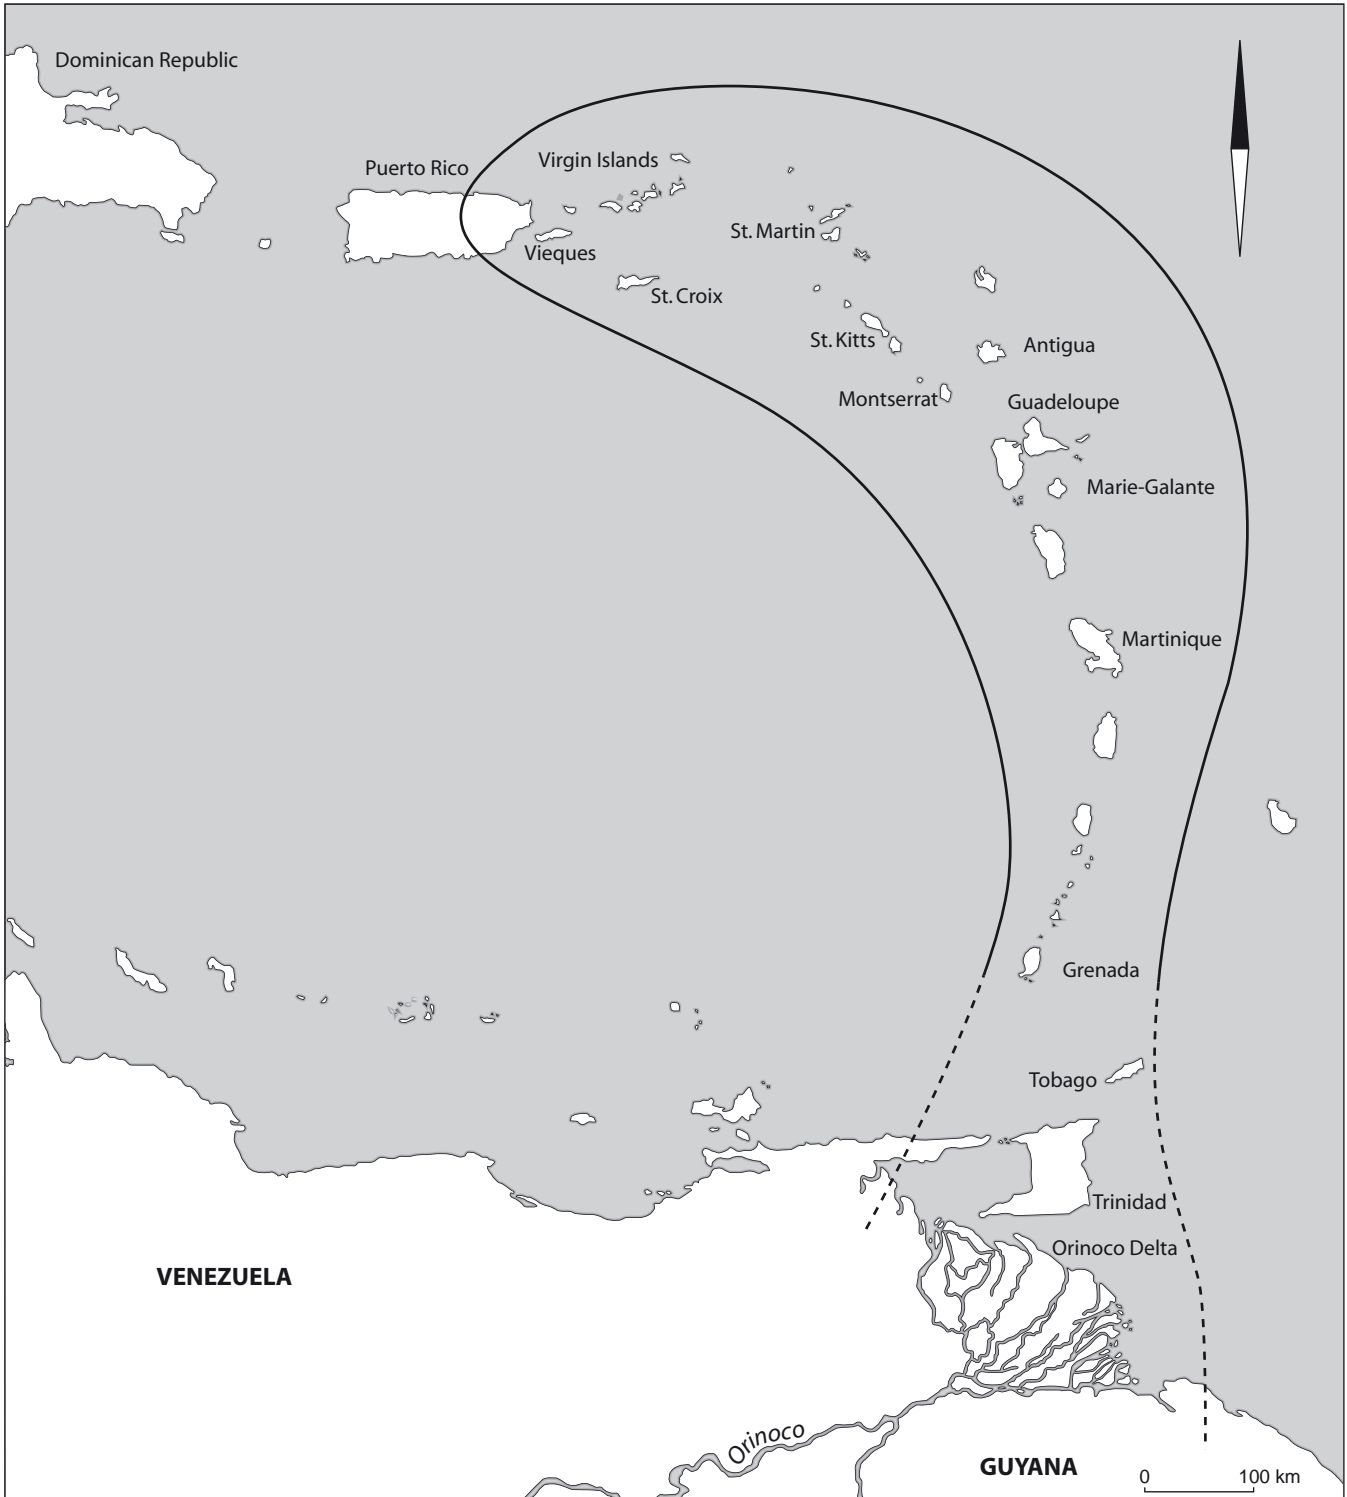 Dominican Republic
Puerto Rico
Virgin Islands
St. Martin
Vieques
St. Croix
St. Kitts
Antigua
Montserrat
Guadeloupe
Marie-Galante
Martinique
Grenada
Tobago
Trinidad
Orinoco Delta
VENEZUELA
Orinoco
GUYANA
0 100 km